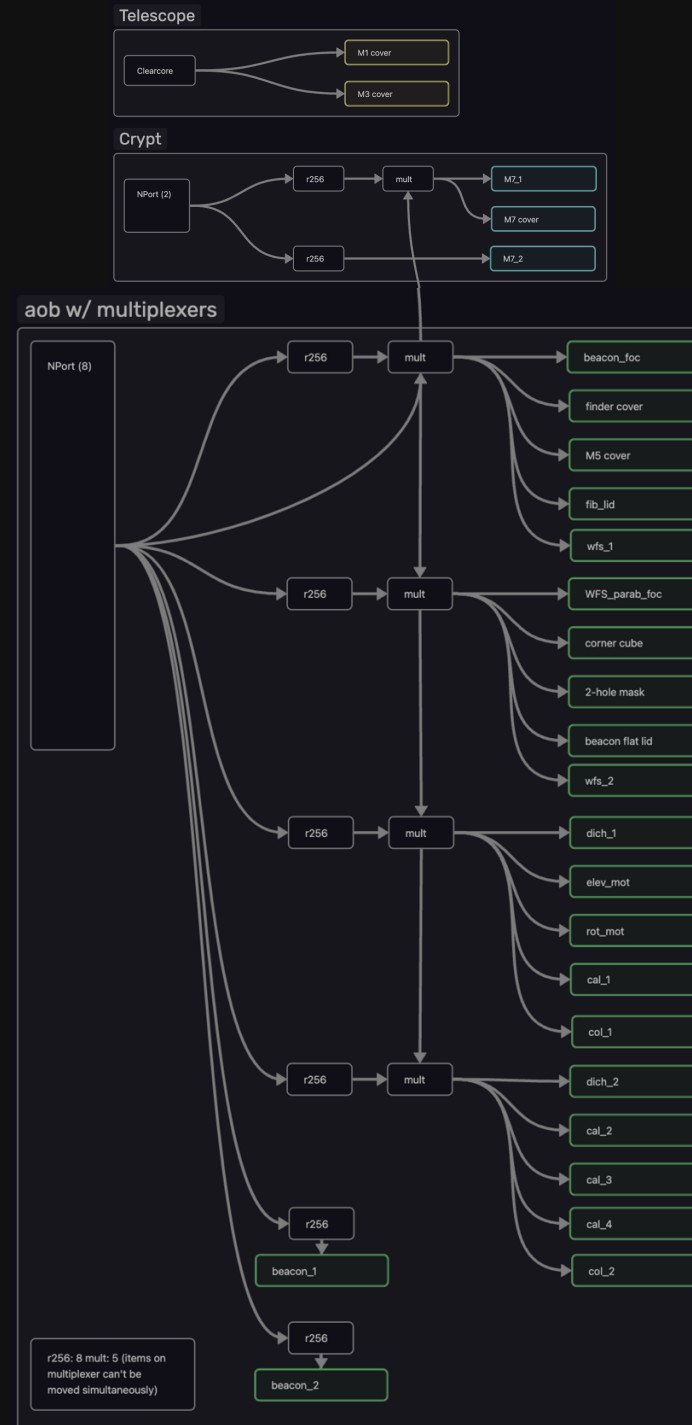 Telescope
Clearcore
M1 cover
M3 cover
Crypt
NPort (2)
r256
mult
M7_1
M7 cover
r256
M7_2
aob w/ multiplexers
NPort (8)
r256
mult
beacon_foc
finder cover
M5 cover
fib_lid
wfs_1
r256
mult
WFS_parab_foc
corner cube
2-hole mask
beacon flat lid
wfs_2
r256
mult
dich_1
elev_mot
rot_mot
cal_1
col_1
r256
mult
dich_2
cal_2
cal_3
cal_4
col_2
r256
beacon_1
r256
beacon_2
r256: 8 mult: 5 (items on
multiplexer can't be
moved simultaneously)